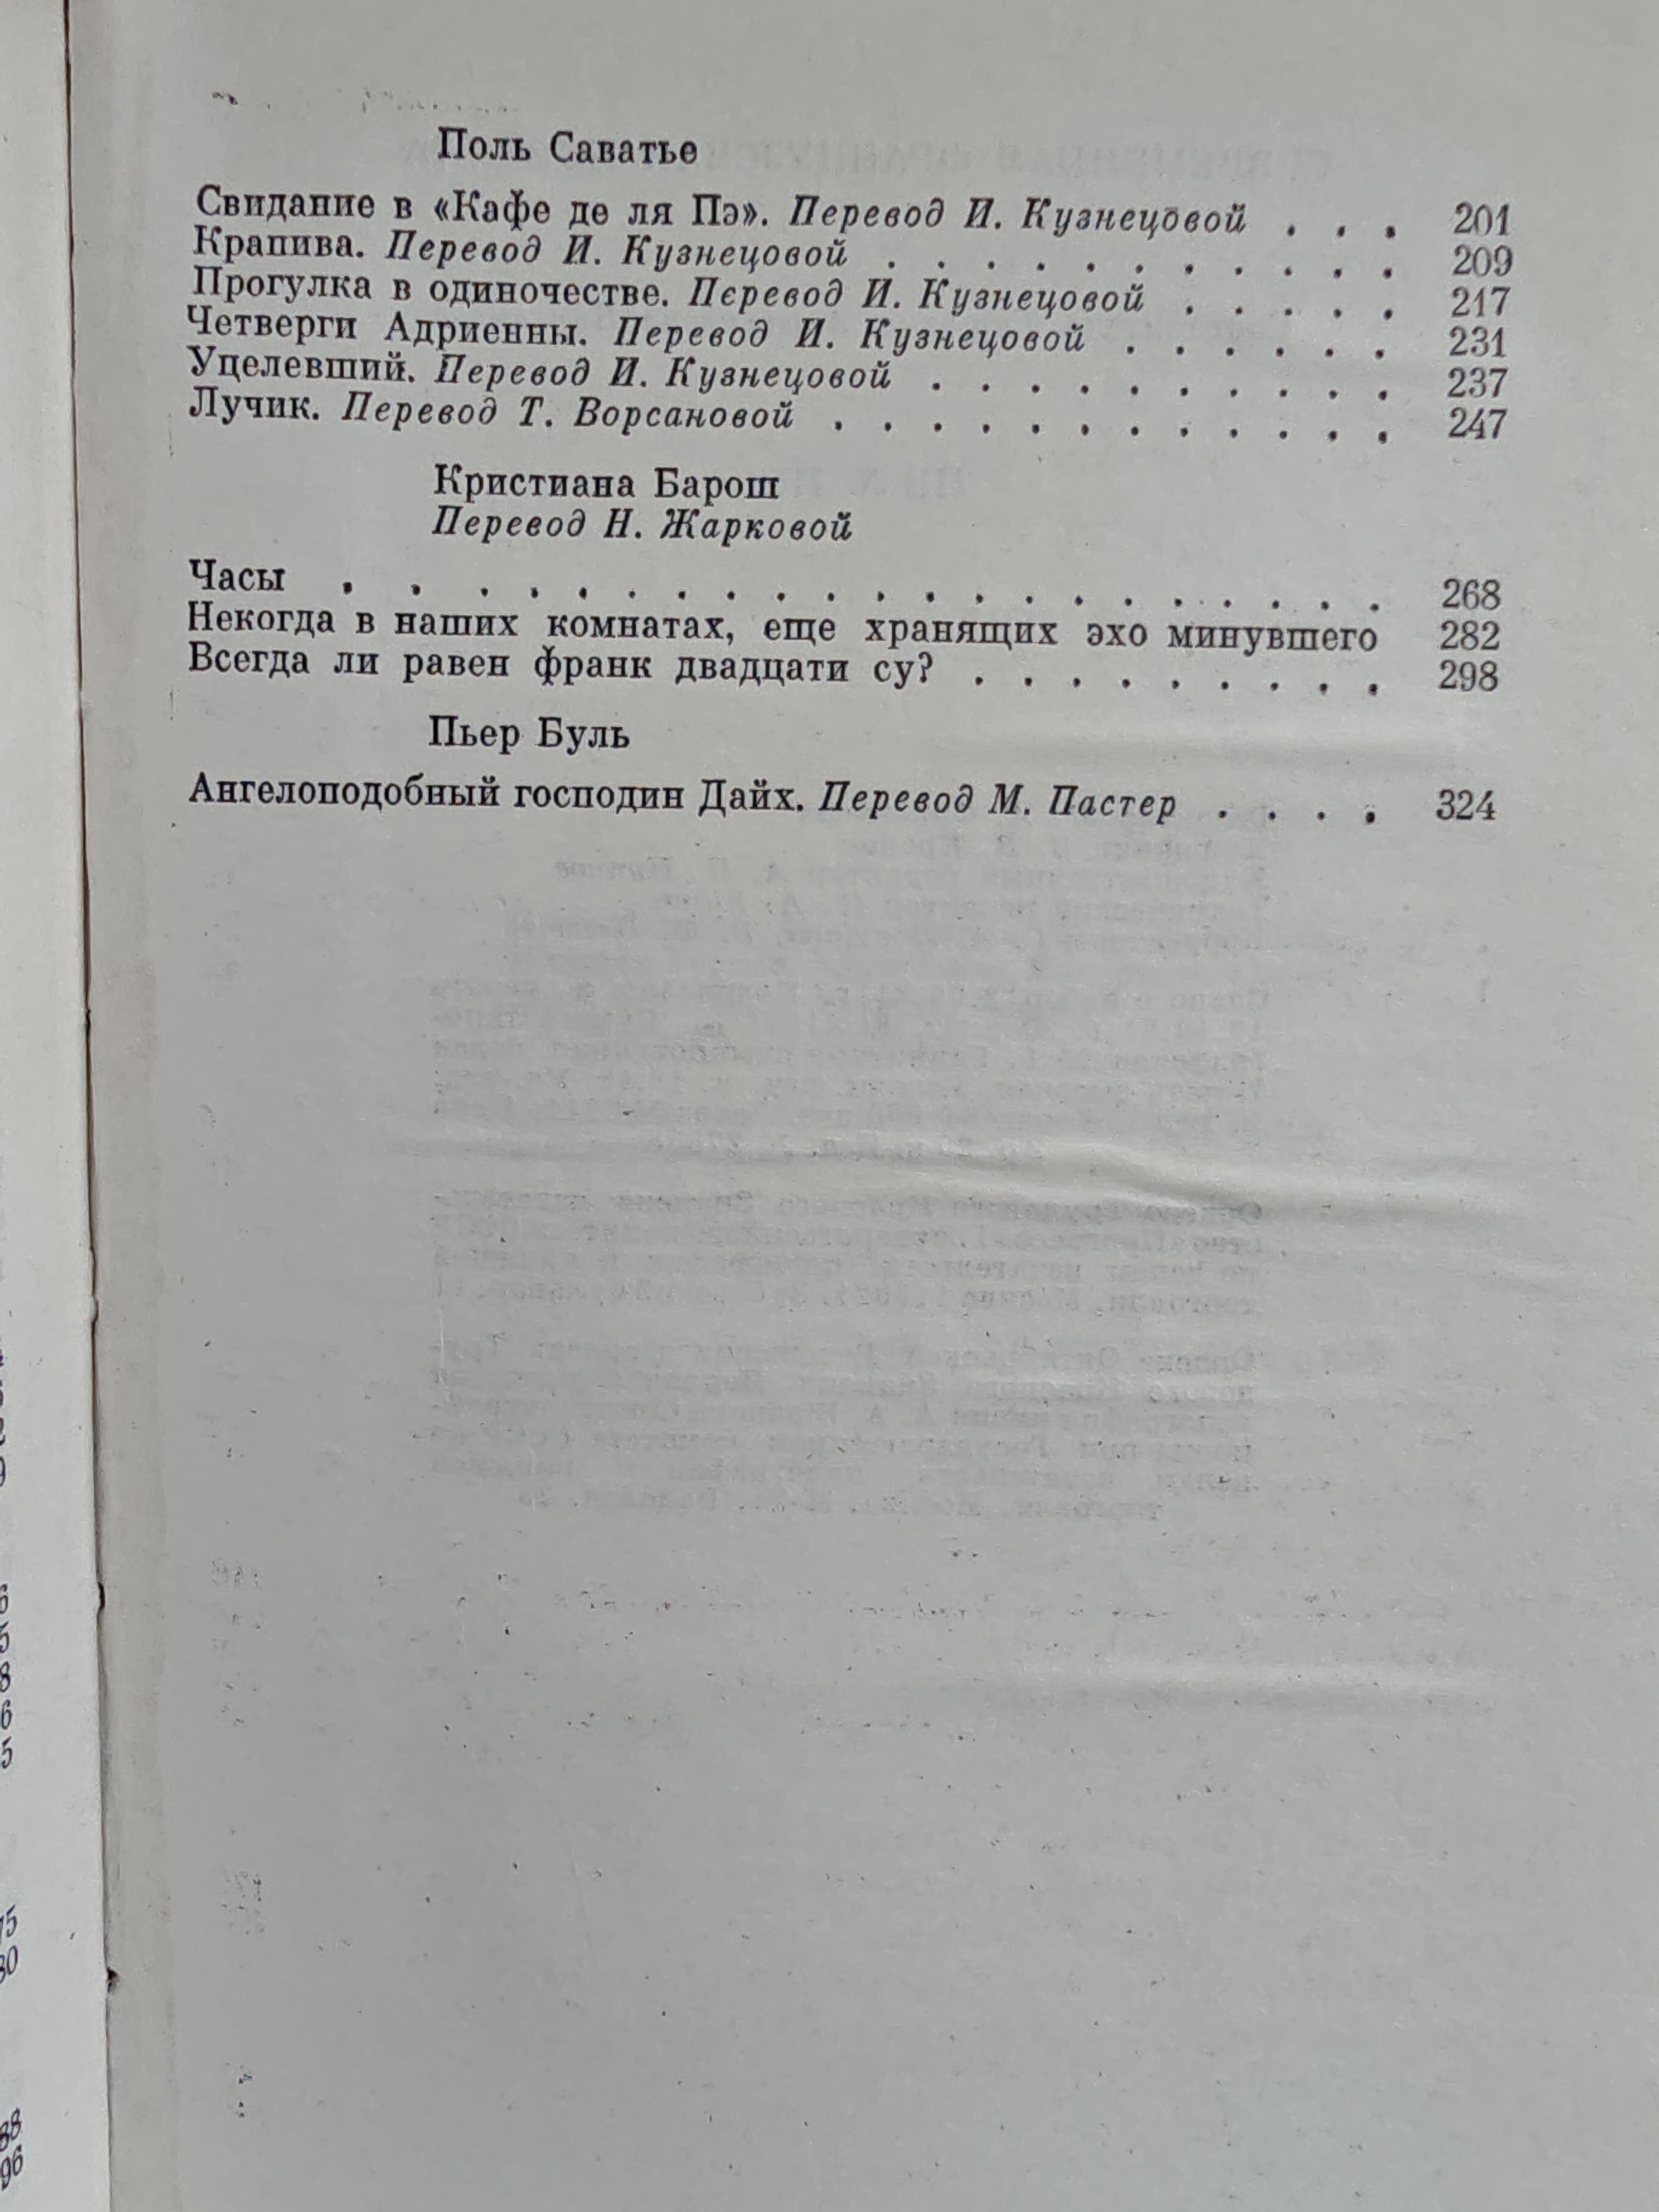 Поль Саватье
Свидание в «Кафе де ля Пэ». Перевод И. Кузнецовой . . . 201
Крапива. Перевод И. Кузнецовой . . . . . . . . . . . 209
Прогулка в одиночестве. Перевод И. Кузнецовой . . . . . 217
Четверги Адриенны. Перевод И. Кузнецовой . . . . . . 231
Уцелевший. Перевод И. Кузнецовой . . . . . . . . . . 237
Лучик. Перевод Т. Ворсановой . . . . . . . . . . . . 247
Кристиана Барош
Перевод Н. Жарковой
Часы . . . . . . . . . . . . . . . . . . . . . 268
Некогда в наших комнатах, еще хранящих эхо минувшего 282
Всегда ли равен франк двадцати су? . . . . . . . . . 298
Пьер Буль
Ангелоподобный господин Дайх. Перевод М. Пастер . . . . 324